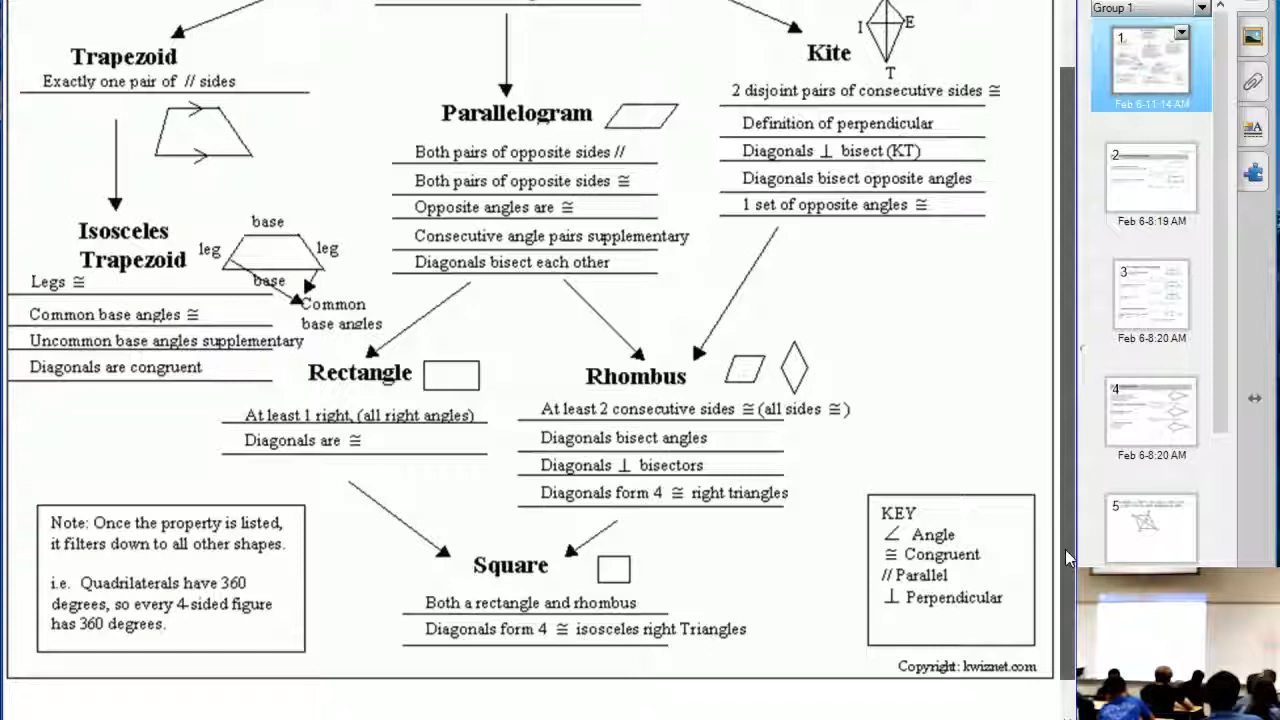 Trapezoid
Exactly one pair of // sides
Isosceles
Trapezoid
base
leg
leg
base
Common
base angles
Legs ≅
Common base angles ≅
Uncommon base angles supplementary
Diagonals are congruent
Parallelogram
Both pairs of opposite sides //
Both pairs of opposite sides ≅
Opposite angles are ≅
Consecutive angle pairs supplementary
Diagonals bisect each other
Kite
I
E
T
2 disjoint pairs of consecutive sides ≅
Definition of perpendicular
Diagonals ⊥ bisect (KT)
Diagonals bisect opposite angles
1 set of opposite angles ≅
Rectangle
At least 1 right, (all right angles)
Diagonals are ≅
Rhombus
At least 2 consecutive sides ≅ (all sides ≅)
Diagonals bisect angles
Diagonals ⊥ bisectors
Diagonals form 4 ≅ right triangles
Square
Both a rectangle and rhombus
Diagonals form 4 ≅ isosceles right Triangles
Note: Once the property is listed,
it filters down to all other shapes.
i.e. Quadrilaterals have 360
degrees, so every 4-sided figure
has 360 degrees.
KEY
∠ Angle
≅ Congruent
// Parallel
⊥ Perpendicular
Copyright: kwiznet.com
Group 1
1
Feb 6-11:14 AM
2
Feb 6-8:19 AM
3
Feb 6-8:20 AM
4
Feb 6-8:20 AM
5